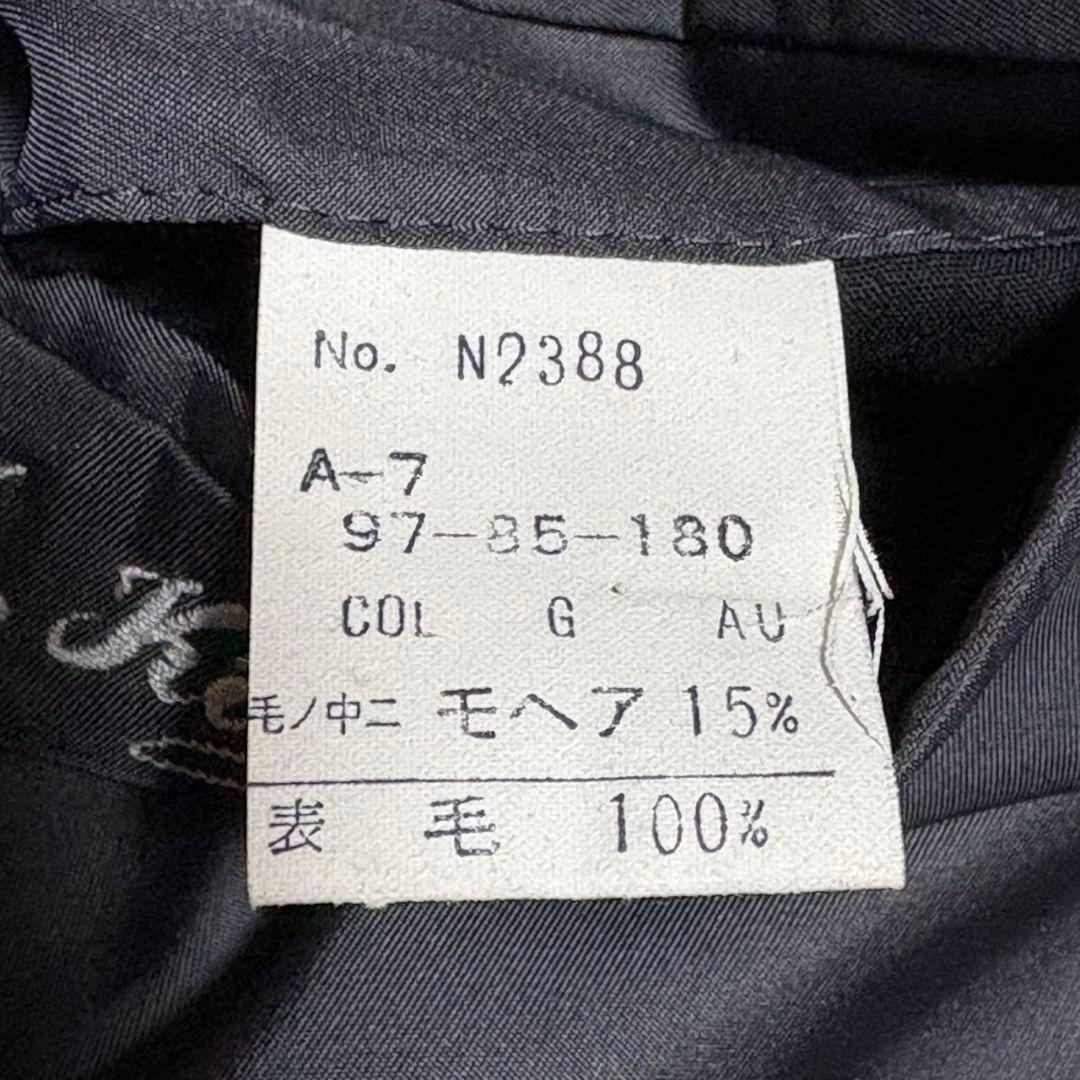 No. N2388
A-7
97-85-180
COL G AU
毛ノ中ニ モヘア 15%
表 毛 100%